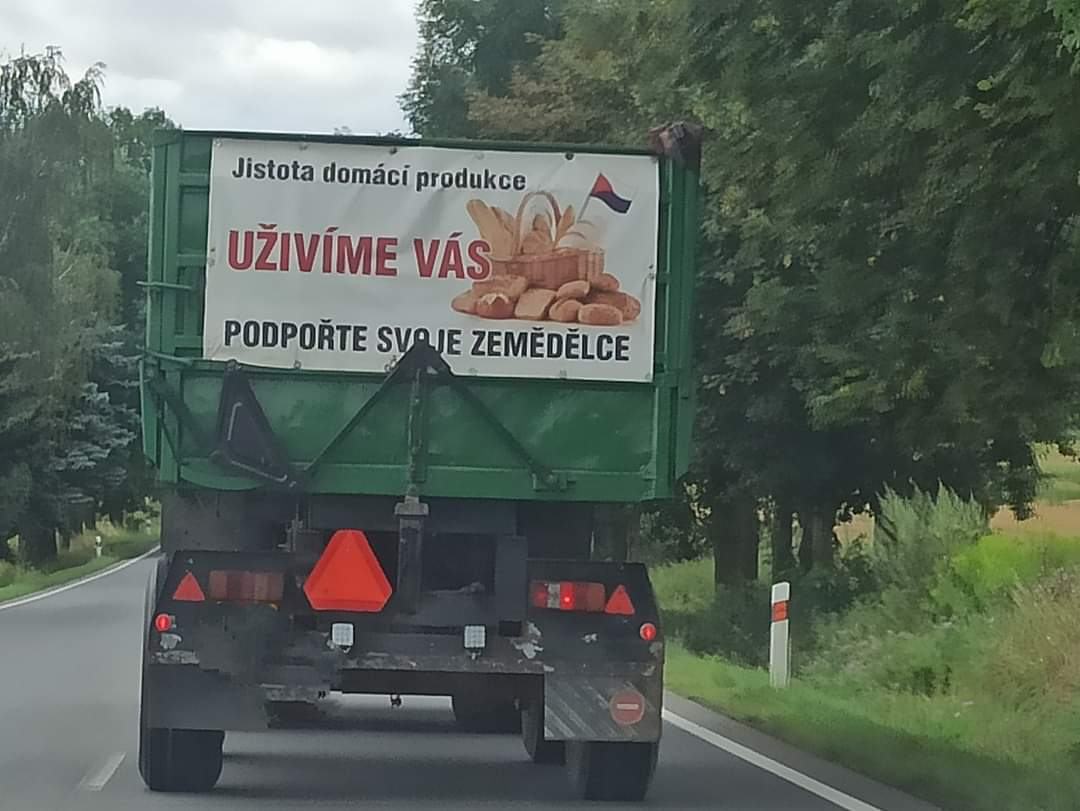 Jistota domácí produkce
UŽIVÍME VÁS
PODPOŘTE SVOJE ZEMĚDĚLCE